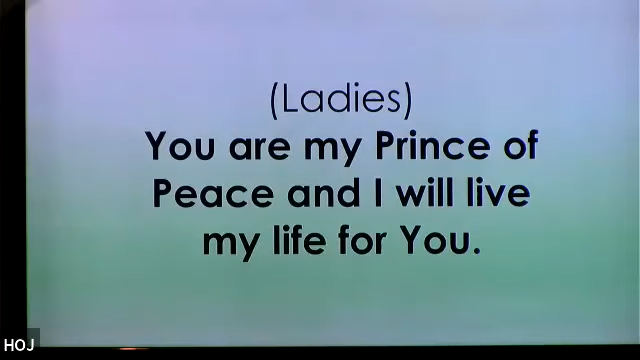 (Ladies)
You are my Prince of
Peace and I will live
my life for You.
HOJ